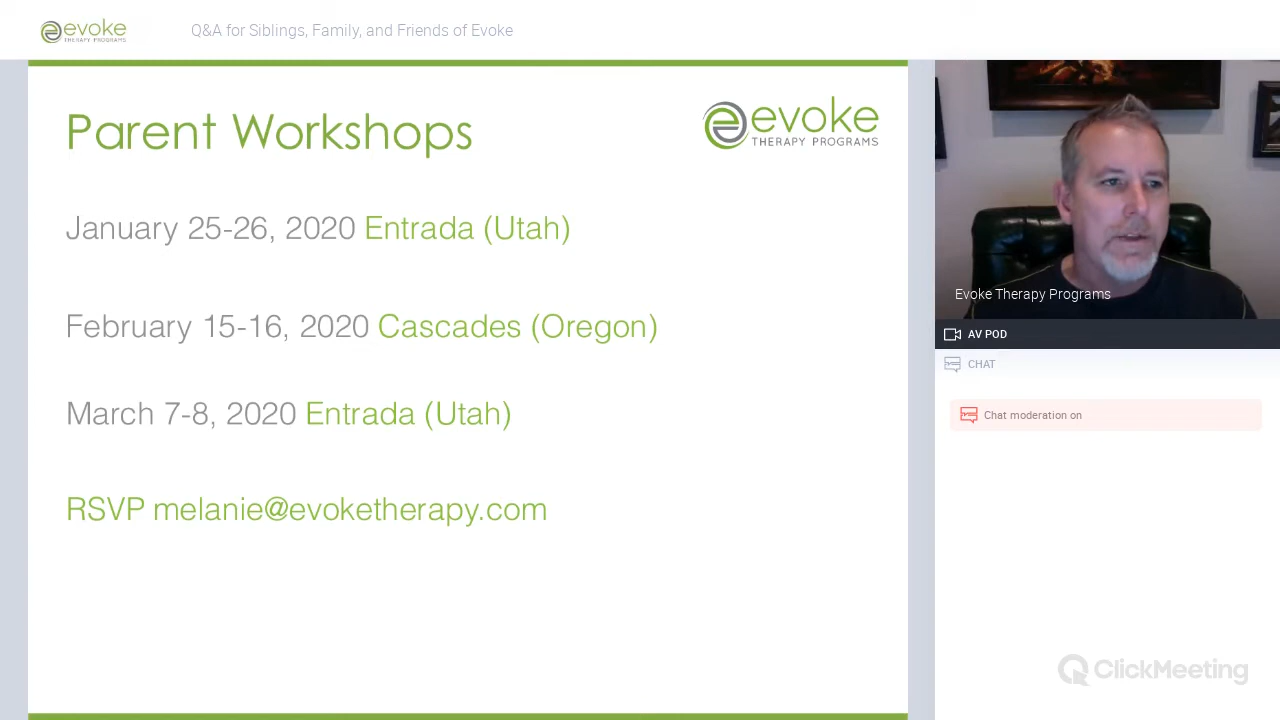 evoke
THERAPY PROGRAMS
Q&A for Siblings, Family, and Friends of Evoke
Parent Workshops
evoke
THERAPY PROGRAMS
January 25-26, 2020 Entrada (Utah)
February 15-16, 2020 Cascades (Oregon)
March 7-8, 2020 Entrada (Utah)
RSVP melanie@evoketherapy.com
Evoke Therapy Programs
AV POD
CHAT
Chat moderation on
ClickMeeting